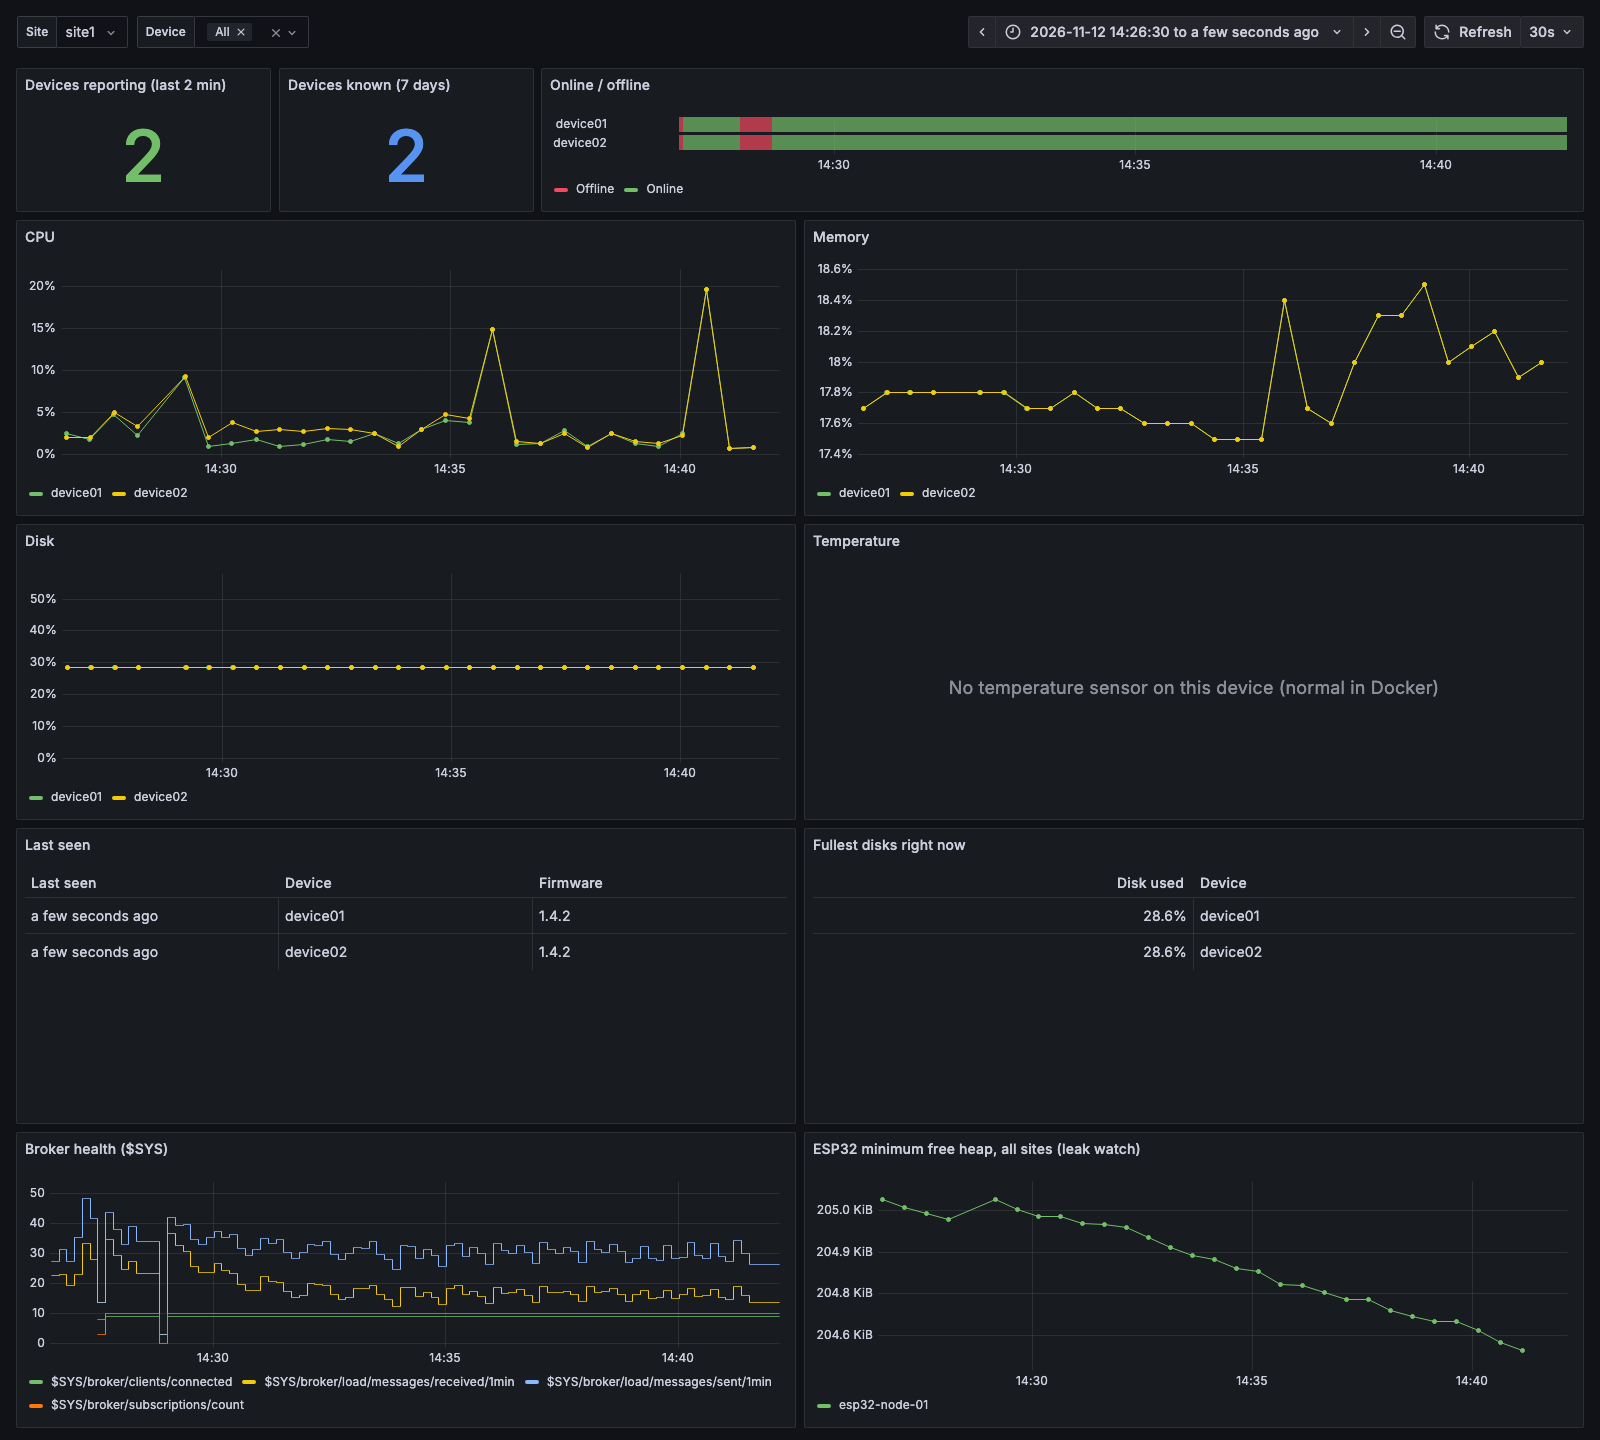 Site site1 Device All 2026-11-12 14:26:30 to a few seconds ago Refresh 30s
Devices reporting (last 2 min)
2
Devices known (7 days)
2
Online / offline
device01
device02
14:30 14:35 14:40
Offline Online
CPU
20%
15%
10%
5%
0%
14:30 14:35 14:40
device01 device02
Memory
18.6%
18.4%
18.2%
18%
17.8%
17.6%
17.4%
14:30 14:35 14:40
device01 device02
Disk
50%
40%
30%
20%
10%
0%
14:30 14:35 14:40
device01 device02
Temperature
No temperature sensor on this device (normal in Docker)
Last seen
Last seen Device Firmware
a few seconds ago device01 1.4.2
a few seconds ago device02 1.4.2
Fullest disks right now
Disk used Device
28.6% device01
28.6% device02
Broker health ($SYS)
50
40
30
20
10
0
14:30 14:35 14:40
$SYS/broker/clients/connected $SYS/broker/load/messages/received/1min $SYS/broker/load/messages/sent/1min
$SYS/broker/subscriptions/count
ESP32 minimum free heap, all sites (leak watch)
205.0 KiB
204.9 KiB
204.8 KiB
204.6 KiB
14:30 14:35 14:40
esp32-node-01